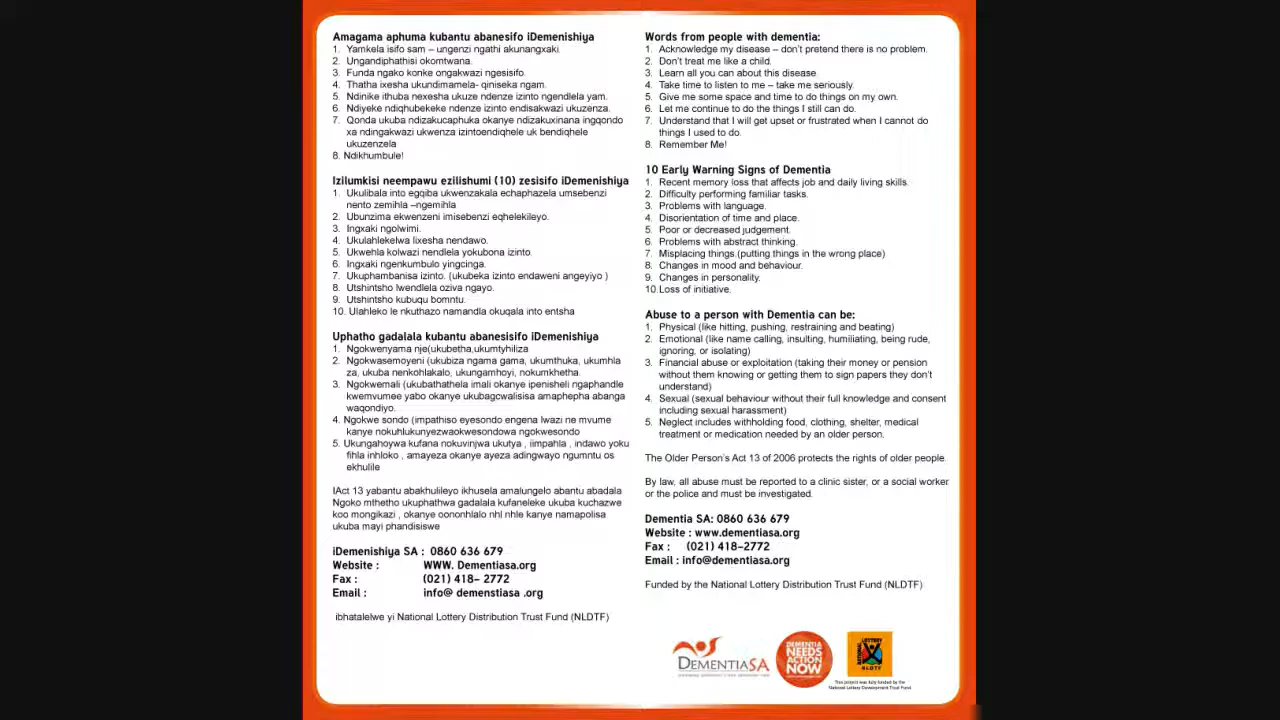 Amagama aphuma kubantu abanesifo iDemenishiya
1. Yamkela isifo sam – ungenzi ngathi akunangxaki.
2. Ungandiphathisi okomtwana.
3. Funda ngako konke ongakwazi ngesisifo.
4. Thatha ixesha ukundimamela- qiniseka ngam.
5. Ndinike ithuba nexesha ukuze ndenze izinto ngendlela yam.
6. Ndiyeke ndiqhubekeke ndenze izinto endisakwazi ukuzenza.
7. Qonda ukuba ndizakucaphuka okanye ndizakuxinana ingqondo
xa ndingakwazi ukwenza izintoendiqhele uk bendiqhele
ukuzenzela
8. Ndikhumbule!
Izilumkisi neempawu ezilishumi (10) zesisifo iDemenishiya
1. Ukulibala into egqiba ukwenzakala echaphazela umsebenzi
nento zemihla –ngemihla
2. Ubunzima ekwenzeni imisebenzi eqhelekileyo.
3. Ingxaki ngolwimi.
4. Ukulahlekelwa lixesha nendawo.
5. Ukwehla kolwazi nendlela yokubona izinto.
6. Ingxaki ngenkumbulo yingcinga.
7. Ukuphambanisa izinto. (ukubeka izinto endaweni angeyiyo )
8. Utshintsho lwendlela oziva ngayo.
9. Utshintsho kubuqu bomntu.
10. Ulahleko le nkuthazo namandla okuqala into entsha
Uphatho gadalala kubantu abanesisifo iDemenishiya
1. Ngokwenyama nje(ukubetha,ukumtyhiliza
2. Ngokwasemoyeni (ukubiza ngama gama, ukumthuka, ukumhla
za, ukuba nenkohlakalo, ukungamhoyi, nokumkhetha.
3. Ngokwemali (ukubathathela imali okanye ipenisheli ngaphandle
kwemvumee yabo okanye ukubagcwalisisa amaphepha abanga
waqondiyo.
4. Ngokwe sondo (impathiso eyesondo engena lwazi ne mvume
kanye nokuhlukunyezwaokwesondowa ngokwesondo
5. Ukungahoywa kufana nokuvinjwa ukutya , iimpahla , indawo yoku
fihla inhloko , amayeza okanye ayeza adingwayo ngumntu os
ekhulile
IAct 13 yabantu abakhulileyo ikhusela amalungelo abantu abadala
Ngoko mthetho ukuphathwa gadalala kufaneleke ukuba kuchazwe
koo mongikazi , okanye oononhlalo nhl nhle kanye namapolisa
ukuba mayi phandisiswe
iDemenishiya SA : 0860 636 679
Website : WWW. Dementiasa.org
Fax : (021) 418– 2772
Email : info@ demenstiasa .org
ibhatalelwe yi National Lottery Distribution Trust Fund (NLDTF)
Words from people with dementia:
1. Acknowledge my disease – don't pretend there is no problem.
2. Don't treat me like a child.
3. Learn all you can about this disease.
4. Take time to listen to me – take me seriously.
5. Give me some space and time to do things on my own.
6. Let me continue to do the things I still can do.
7. Understand that I will get upset or frustrated when I cannot do
things I used to do.
8. Remember Me!
10 Early Warning Signs of Dementia
1. Recent memory loss that affects job and daily living skills.
2. Difficulty performing familiar tasks.
3. Problems with language.
4. Disorientation of time and place.
5. Poor or decreased judgement.
6. Problems with abstract thinking.
7. Misplacing things.(putting things in the wrong place)
8. Changes in mood and behaviour.
9. Changes in personality.
10. Loss of initiative.
Abuse to a person with Dementia can be:
1. Physical (like hitting, pushing, restraining and beating)
2. Emotional (like name calling, insulting, humiliating, being rude,
ignoring, or isolating)
3. Financial abuse or exploitation (taking their money or pension
without them knowing or getting them to sign papers they don't
understand)
4. Sexual (sexual behaviour without their full knowledge and consent
including sexual harassment)
5. Neglect includes withholding food, clothing, shelter, medical
treatment or medication needed by an older person.
The Older Person's Act 13 of 2006 protects the rights of older people.
By law, all abuse must be reported to a clinic sister, or a social worker
or the police and must be investigated.
Dementia SA: 0860 636 679
Website : www.dementiasa.org
Fax : (021) 418–2772
Email : info@dementiasa.org
Funded by the National Lottery Distribution Trust Fund (NLDTF)
DEMENTIASA
DEMENTIA
NEEDS
ACTION
NOW
NATIONAL LOTTERY
NLDTF
This project was fully funded by the
National Lottery Development Trust Fund